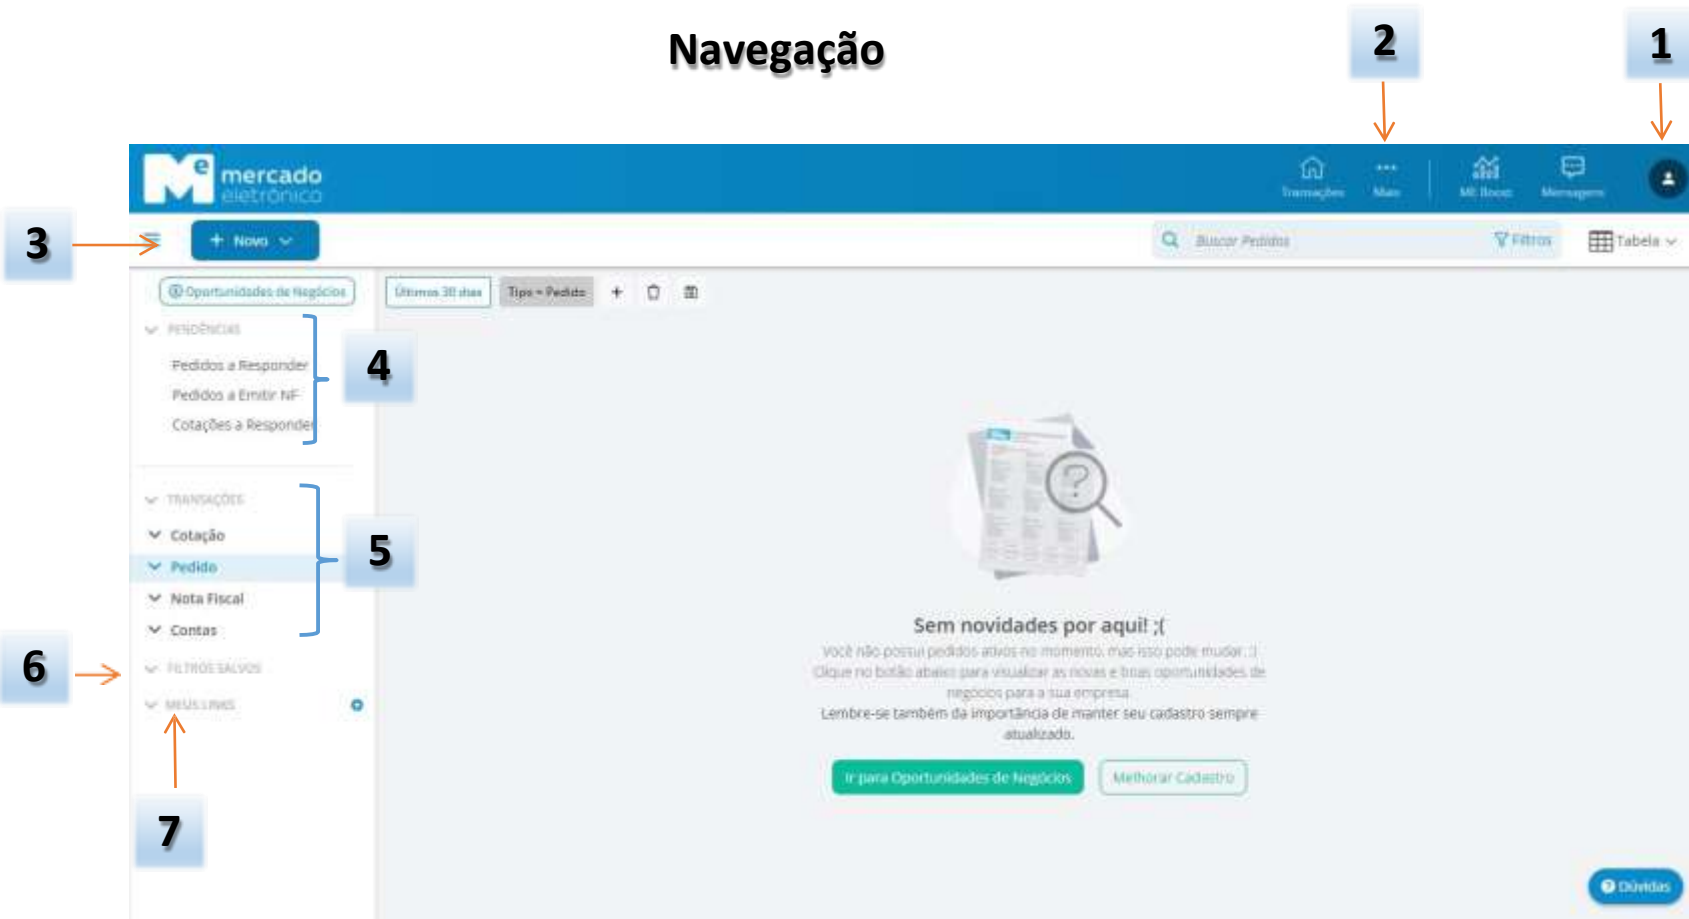 Navegação
2
1
mercado
eletrônico
Transações
Mais
ME Boost
Mensagens
3
+ Novo
Buscar Pedidos
Filtros
Tabela
Oportunidades de Negócios
Últimos 30 dias
Tipo = Pedido
PENDÊNCIAS
Pedidos a Responder
Pedidos a Emitir NF
Cotações a Responder
4
TRANSAÇÕES
Cotação
Pedido
Nota Fiscal
Contas
5
6
FILTROS SALVOS
MEUS LINKS
7
Sem novidades por aqui! ;(
Você não possui pedidos ativos no momento, mas isso pode mudar. :)
Clique no botão abaixo para visualizar as novas e boas oportunidades de
negócios para a sua empresa.
Lembre-se também da importância de manter seu cadastro sempre
atualizado.
Ir para Oportunidades de Negócios
Melhorar Cadastro
Dúvidas